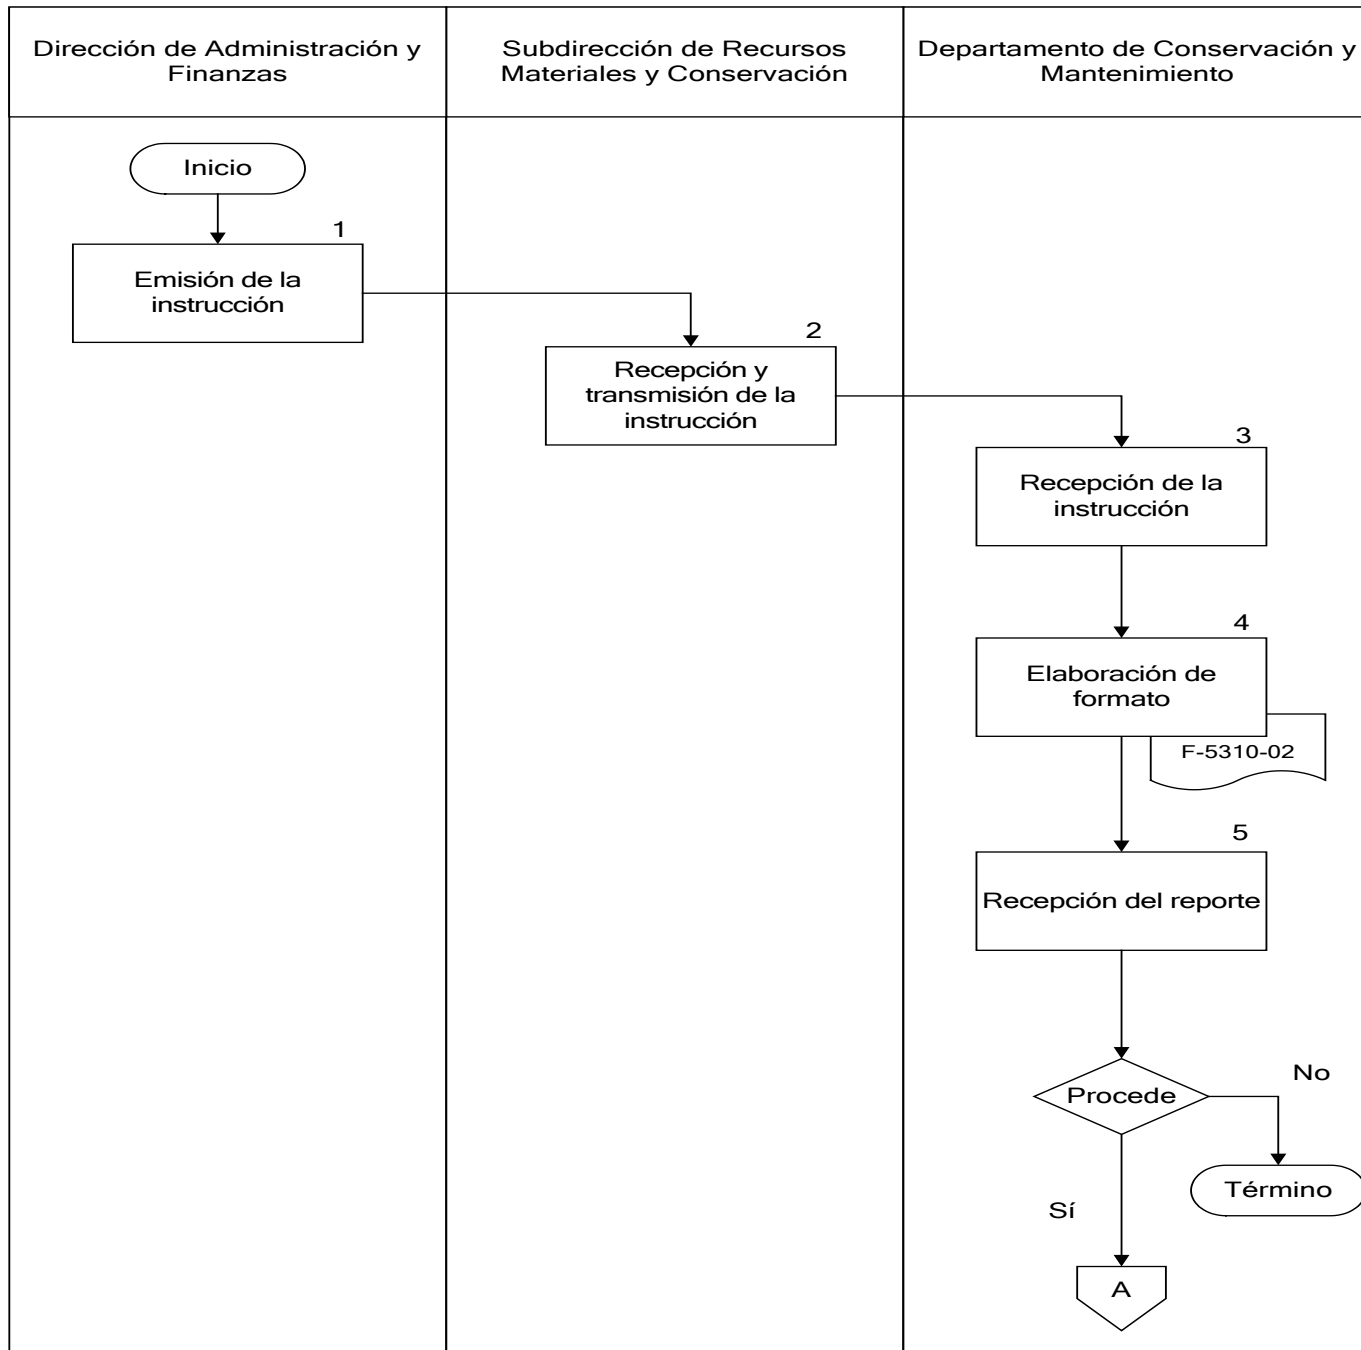 Dirección de Administración y
Finanzas
Subdirección de Recursos
Materiales y Conservación
Departamento de Conservación y
Mantenimiento
Inicio
1
Emisión de la
instrucción
2
Recepción y
transmisión de la
instrucción
3
Recepción de la
instrucción
4
Elaboración de
formato
F-5310-02
5
Recepción del reporte
Procede
No
Término
Sí
A